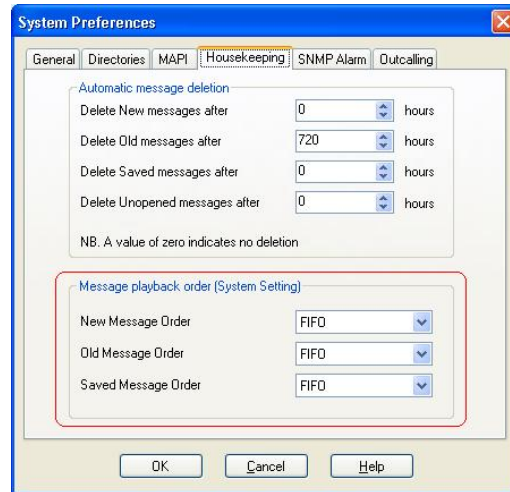 System Preferences
General Directories MAPI Housekeeping SNMP Alarm Outcalling
Automatic message deletion
Delete New messages after 0 hours
Delete Old messages after 720 hours
Delete Saved messages after 0 hours
Delete Unopened messages after 0 hours
NB. A value of zero indicates no deletion
Message playback order (System Setting)
New Message Order FIFO
Old Message Order FIFO
Saved Message Order FIFO
OK Cancel Help